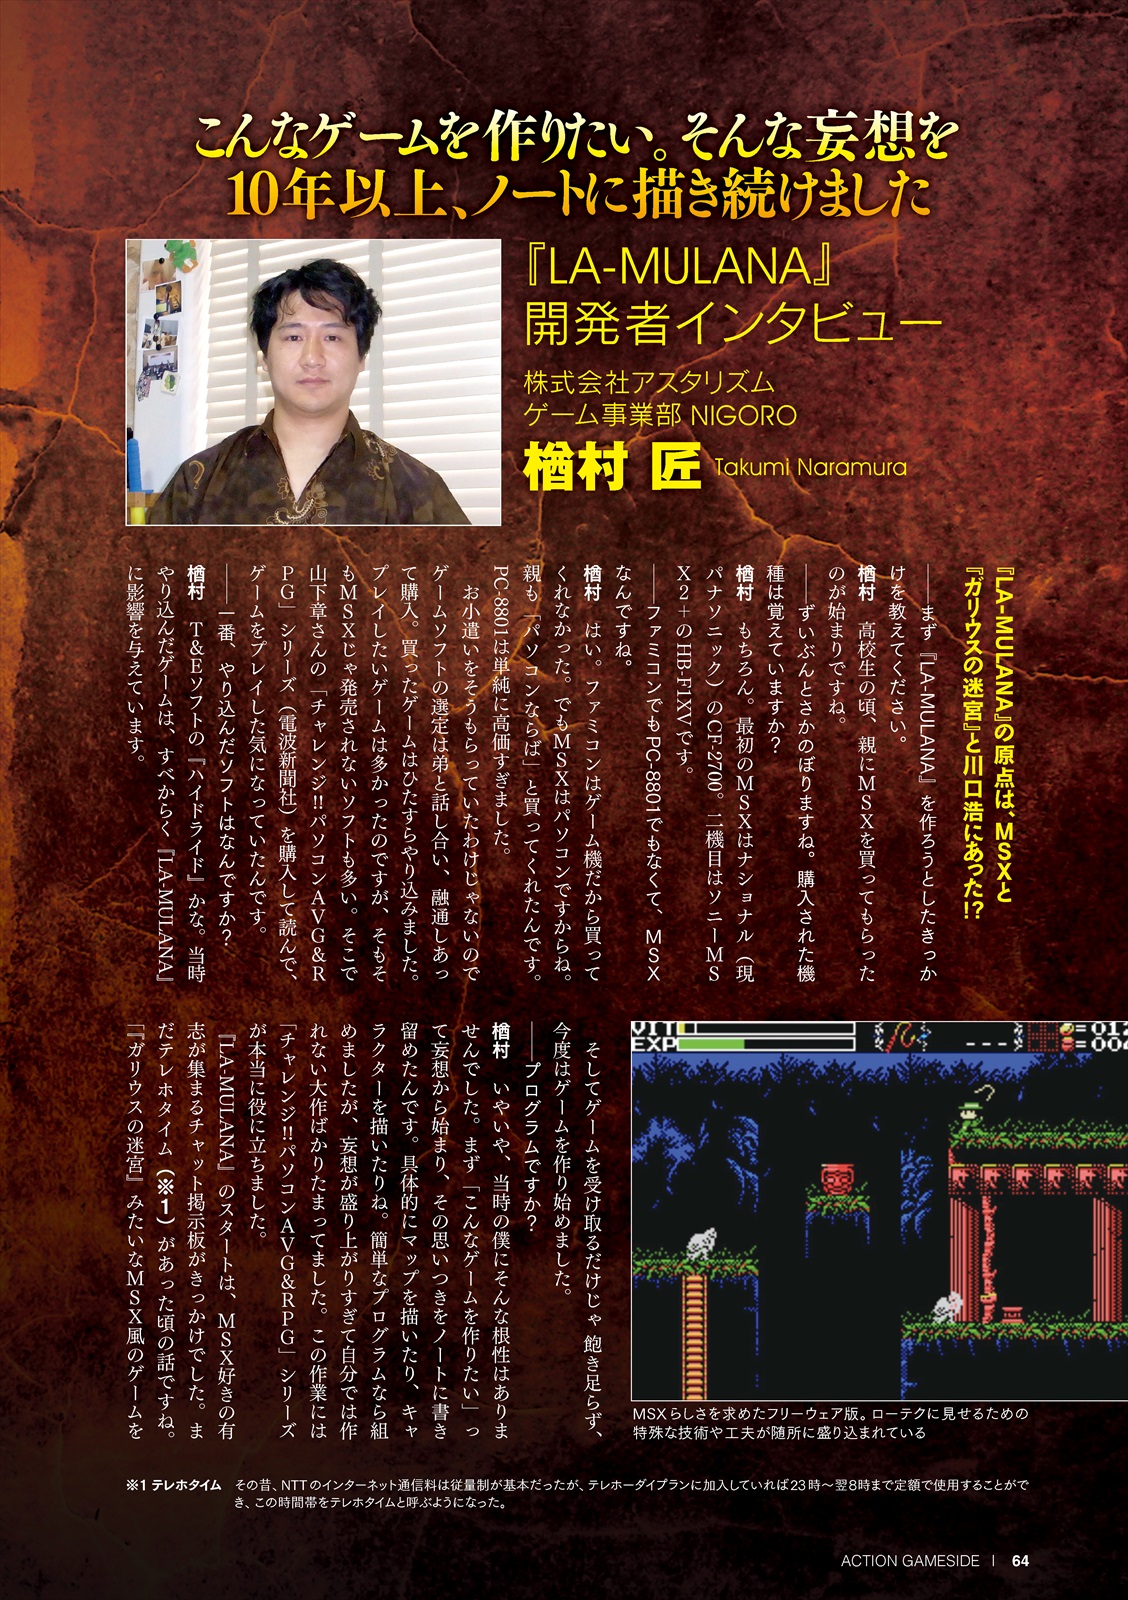 こんなゲームを作りたい。そんな妄想を
10年以上、ノートに描き続けました
『LA-MULANA』
開発者インタビュー
株式会社アスタリズム
ゲーム事業部 NIGORO
楢村 匠 Takumi Naramura
『LA-MULANA』の原点は、MSXと
『ガリウスの迷宮』と川口浩にあった!?
――まず『LA-MULANA』を作ろうとしたきっか
けを教えてください。
楢村　高校生の頃、親にMSXを買ってもらった
のが始まりですね。
――ずいぶんとさかのぼりますね。購入された機
種は覚えていますか？
楢村　もちろん。最初のMSXはナショナル（現
パナソニック）のCF-2700。二機目はソニーMS
X2＋のHB-F1XVです。
――ファミコンでもPC-8801でもなくて、MSX
なんですね。
楢村　はい。ファミコンはゲーム機だから買って
くれなかった。でもMSXはパソコンですからね。
親も「パソコンならば」と買ってくれたんです。
PC-8801は単純に高価すぎました。
　お小遣いをそうもらっていたわけじゃないので
ゲームソフトの選定は弟と話し合い、融通しあっ
て購入。買ったゲームはひたすらやり込みました。
プレイしたいゲームは多かったのですが、そもそ
もMSXじゃ発売されないソフトも多い。そこで
山下章さんの「チャレンジ!!パソコンAVG&R
PG」シリーズ（電波新聞社）を購入して読んで、
ゲームをプレイした気になっていたんです。
――一番、やり込んだソフトはなんですか？
楢村　T&Eソフトの『ハイドライド』かな。当時
やり込んだゲームは、すべからく『LA-MULANA』
に影響を与えています。
　そしてゲームを受け取るだけじゃ飽き足らず、
今度はゲームを作り始めました。
――プログラムですか？
楢村　いやいや、当時の僕にそんな根性はありま
せんでした。まず「こんなゲームを作りたい」っ
て妄想から始まり、その思いつきをノートに書き
留めたんです。具体的にマップを描いたり、キャ
ラクターを描いたりね。簡単なプログラムなら組
めましたが、妄想が盛り上がりすぎて自分では作
れない大作ばかりたまってました。この作業には
「チャレンジ!!パソコンAVG&RPG」シリーズ
が本当に役に立ちました。
　『LA-MULANA』のスタートは、MSX好きの有
志が集まるチャット掲示板がきっかけでした。ま
だテレホタイム（※1）があった頃の話ですね。
『ガリウスの迷宮』みたいなMSX風のゲームを
VIT
EXP
=012
---
=002
MSXらしさを求めたフリーウェア版。ローテクに見せるための
特殊な技術や工夫が随所に盛り込まれている
※1 テレホタイム　その昔、NTTのインターネット通信料は従量制が基本だったが、テレホーダイプランに加入していれば23時～翌8時まで定額で使用することがで
き、この時間帯をテレホタイムと呼ぶようになった。
ACTION GAMESIDE | 64